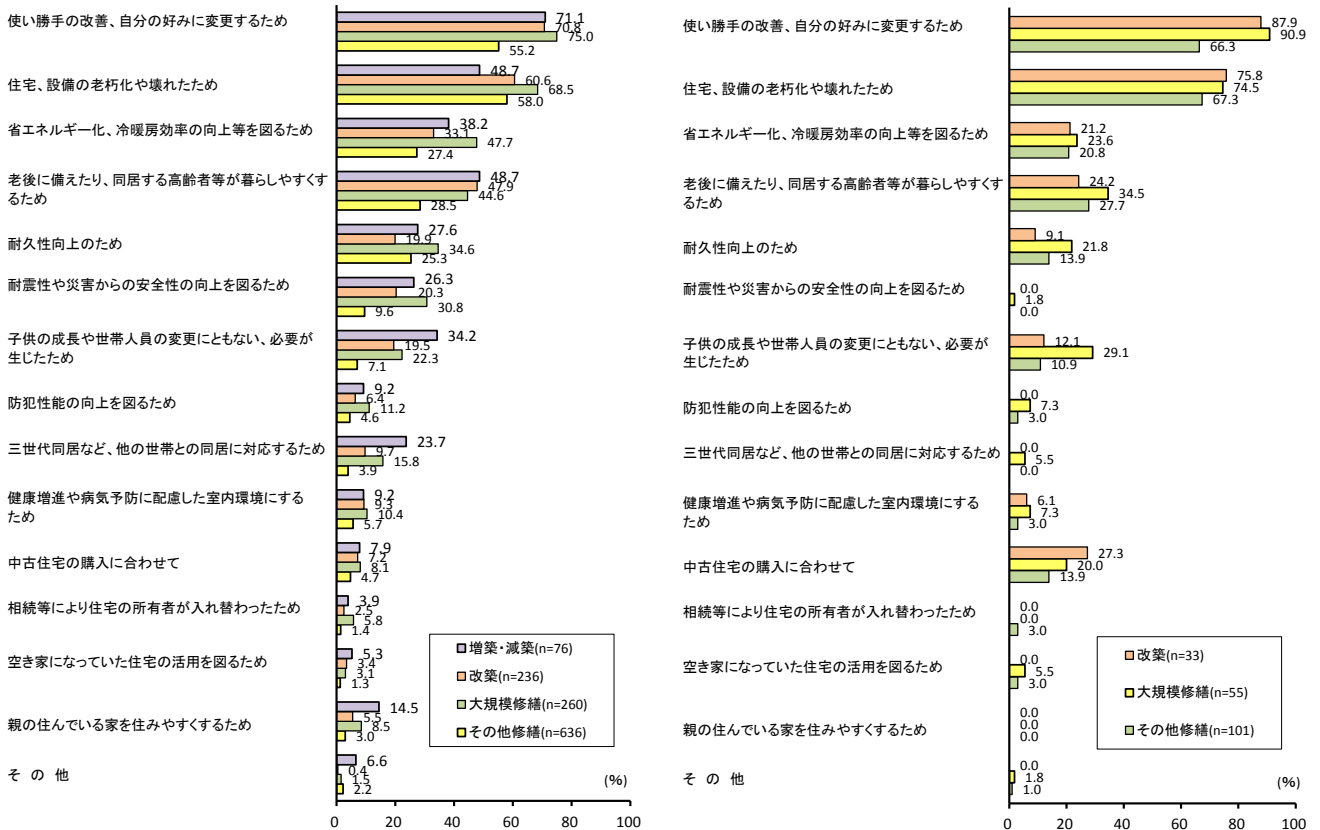 使い勝手の改善、自分の好みに変更するため
71.1
70.8
75.0
55.2
住宅、設備の老朽化や壊れたため
48.7
60.6
68.5
58.0
省エネルギー化、冷暖房効率の向上等を図るため
38.2
33.1
47.7
27.4
老後に備えたり、同居する高齢者等が暮らしやすくす
るため
48.7
47.9
44.6
28.5
耐久性向上のため
27.6
19.9
34.6
25.3
耐震性や災害からの安全性の向上を図るため
26.3
20.3
30.8
9.6
子供の成長や世帯人員の変更にともない、必要が
生じたため
34.2
19.5
22.3
7.1
防犯性能の向上を図るため
9.2
6.4
11.2
4.6
三世代同居など、他の世帯との同居に対応するため
23.7
9.7
15.8
3.9
健康増進や病気予防に配慮した室内環境にする
ため
9.2
9.3
10.4
5.7
中古住宅の購入に合わせて
7.9
7.2
8.1
4.7
相続等により住宅の所有者が入れ替わったため
3.9
2.5
5.8
1.4
空き家になっていた住宅の活用を図るため
5.3
3.4
3.1
1.3
親の住んでいる家を住みやすくするため
14.5
5.5
8.5
3.0
そ の 他
6.6
0.4
1.5
2.2
増築・減築(n=76)
改築(n=236)
大規模修繕(n=260)
その他修繕(n=636)
(%)
0 20 40 60 80 100
使い勝手の改善、自分の好みに変更するため
87.9
90.9
66.3
住宅、設備の老朽化や壊れたため
75.8
74.5
67.3
省エネルギー化、冷暖房効率の向上等を図るため
21.2
23.6
20.8
老後に備えたり、同居する高齢者等が暮らしやすくす
るため
24.2
34.5
27.7
耐久性向上のため
9.1
21.8
13.9
耐震性や災害からの安全性の向上を図るため
0.0
1.8
0.0
子供の成長や世帯人員の変更にともない、必要が
生じたため
12.1
29.1
10.9
防犯性能の向上を図るため
0.0
7.3
3.0
三世代同居など、他の世帯との同居に対応するため
0.0
5.5
0.0
健康増進や病気予防に配慮した室内環境にする
ため
6.1
7.3
3.0
中古住宅の購入に合わせて
27.3
20.0
13.9
相続等により住宅の所有者が入れ替わったため
0.0
0.0
3.0
空き家になっていた住宅の活用を図るため
0.0
5.5
3.0
親の住んでいる家を住みやすくするため
0.0
0.0
0.0
そ の 他
0.0
1.8
1.0
改築(n=33)
大規模修繕(n=55)
その他修繕(n=101)
(%)
0 20 40 60 80 100